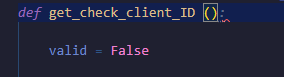 def get_check_client_ID ():
valid = False